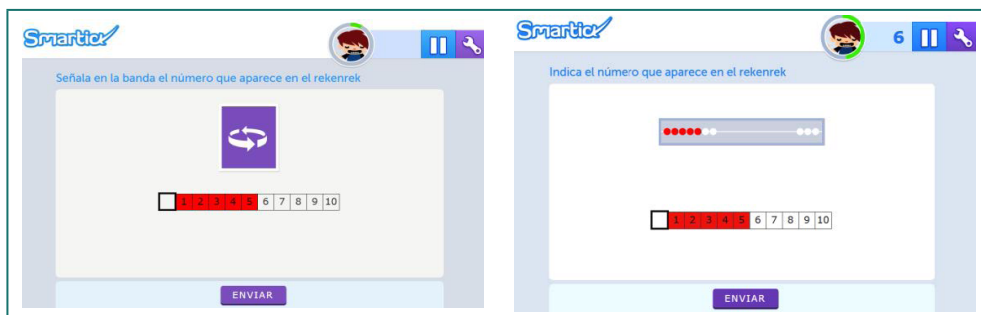 Smartick
Señala en la banda el número que aparece en el rekenrek
1 2 3 4 5 6 7 8 9 10
ENVIAR
Smartick
6
Indica el número que aparece en el rekenrek
1 2 3 4 5 6 7 8 9 10
ENVIAR